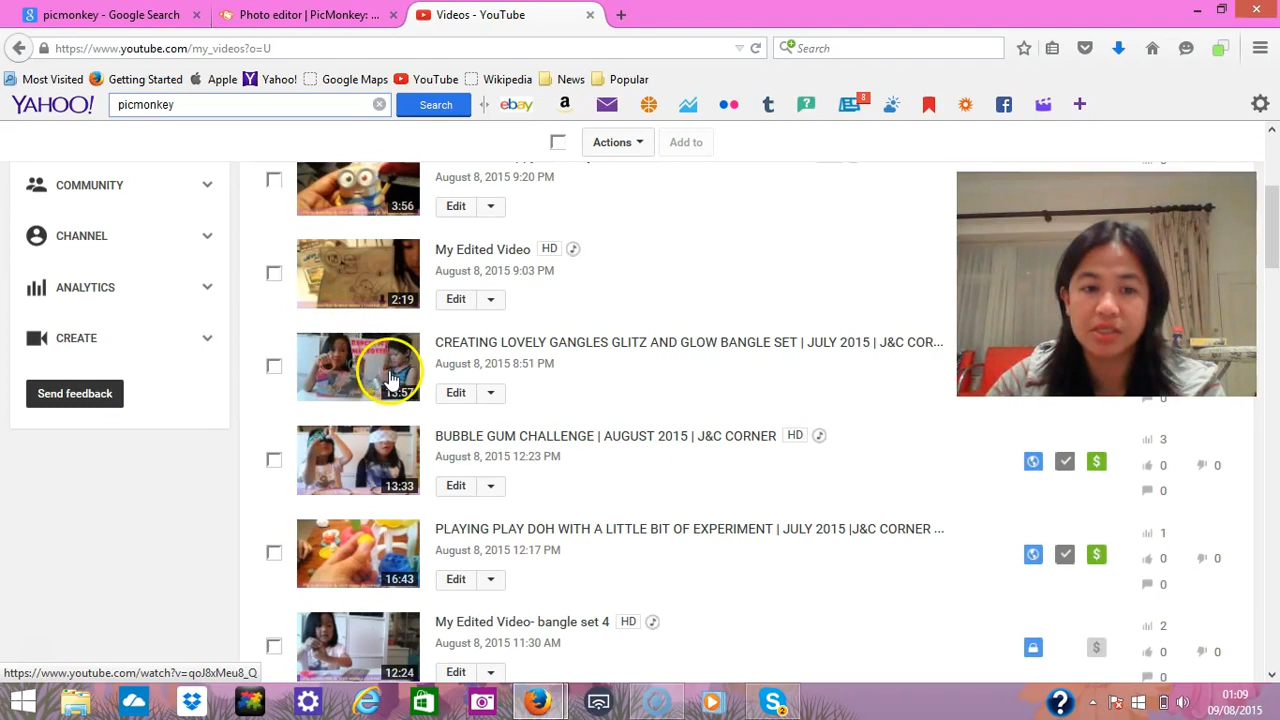 picmonkey - Google Search × Photo editor | PicMonkey: ... × Videos - YouTube × +
https://www.youtube.com/my_videos?o=U Search
Most Visited Getting Started Apple Yahoo! Google Maps YouTube Wikipedia News Popular
YAHOO! picmonkey Search ebay 8
Actions Add to
COMMUNITY
CHANNEL
ANALYTICS
CREATE
Send feedback
August 8, 2015 9:20 PM
3:56
Edit
My Edited Video HD
August 8, 2015 9:03 PM
2:19
Edit
CREATING LOVELY GANGLES GLITZ AND GLOW BANGLE SET | JULY 2015 | J&C COR...
August 8, 2015 8:51 PM
13:57
Edit
0
BUBBLE GUM CHALLENGE | AUGUST 2015 | J&C CORNER HD
August 8, 2015 12:23 PM
13:33
Edit
3
0 0
0
PLAYING PLAY DOH WITH A LITTLE BIT OF EXPERIMENT | JULY 2015 |J&C CORNER ...
August 8, 2015 12:17 PM
16:43
Edit
1
0 0
0
My Edited Video- bangle set 4 HD
August 8, 2015 11:30 AM
12:24
Edit
2
0 0
0
https://www.youtube.com/watch?v=qoJ8xMeu8_Q
01:09
09/08/2015